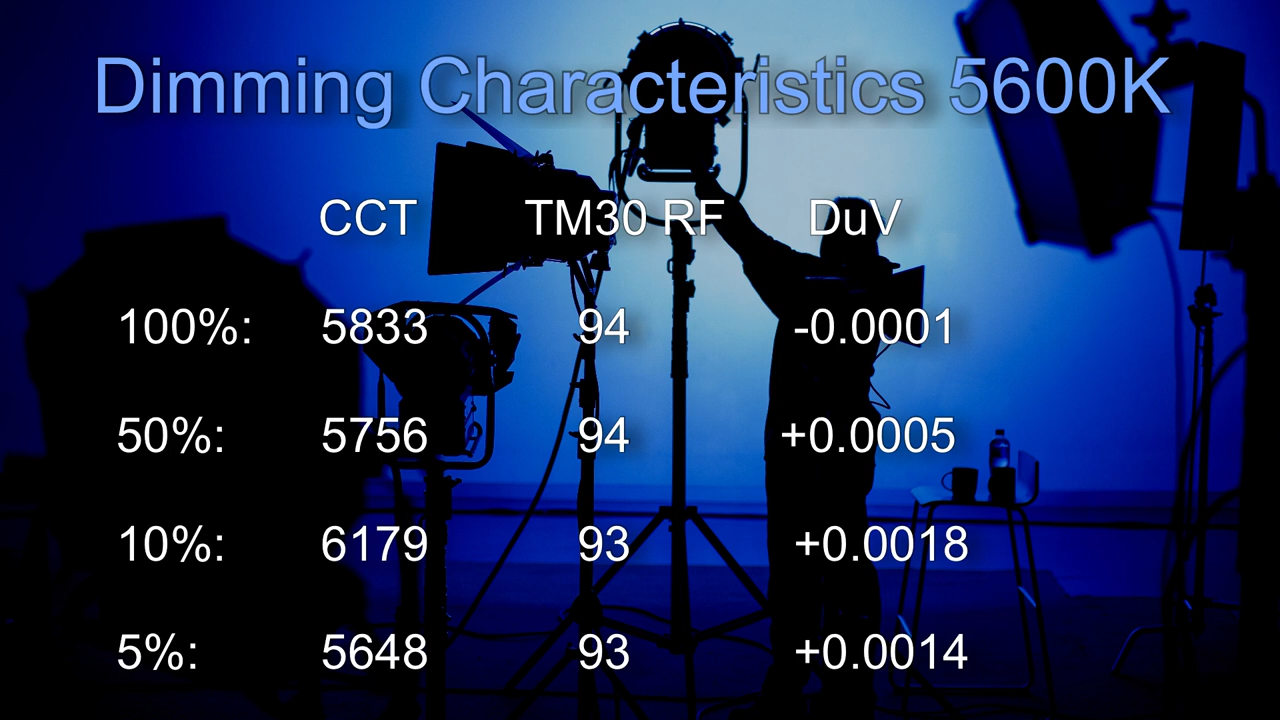 Dimming Characteristics 5600K
CCT TM30 RF DuV
100%: 5833 94 -0.0001
50%: 5756 94 +0.0005
10%: 6179 93 +0.0018
5%: 5648 93 +0.0014